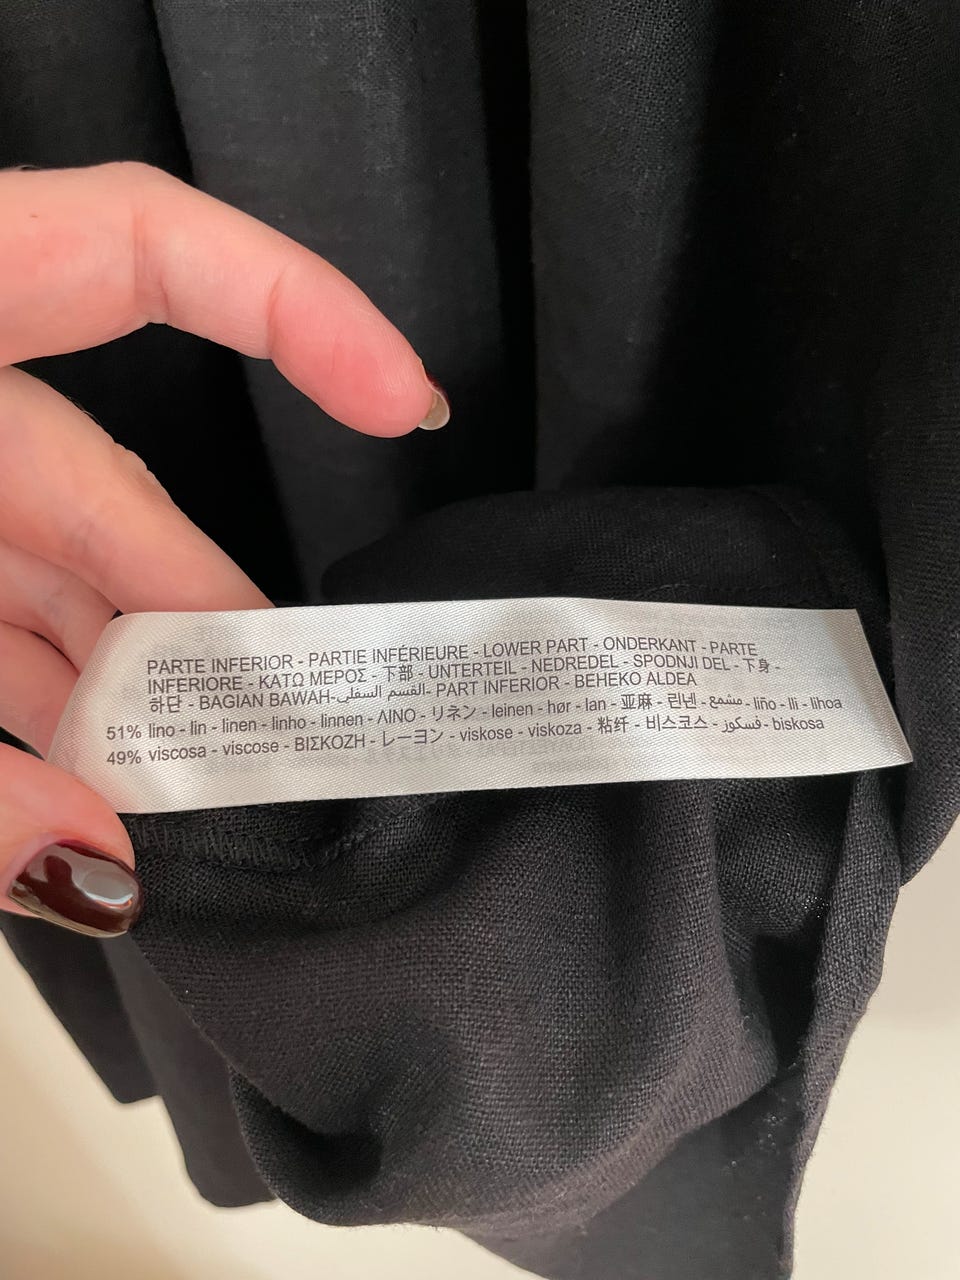 PARTE INFERIOR - PARTIE INFÉRIEURE - LOWER PART - ONDERKANT - PARTE
INFERIORE - ΚΑΤΩ ΜΕΡΟΣ - 下部 - UNTERTEIL - NEDREDEL - SPODNJI DEL - 下身 -
하단 - BAGIAN BAWAH-القسم السفلي- PART INFERIOR - BEHEKO ALDEA
51% lino - lin - linen - linho - linnen - ΛΙΝΟ - リネン - leinen - hør - lan - 亚麻 - 린넨 - مشمع - liño - lli - lihoa
49% viscosa - viscose - ΒΙΣΚΟΖΗ - レーヨン - viskose - viskoza - 粘纤 - 비스코스 - فسكوز - biskosa